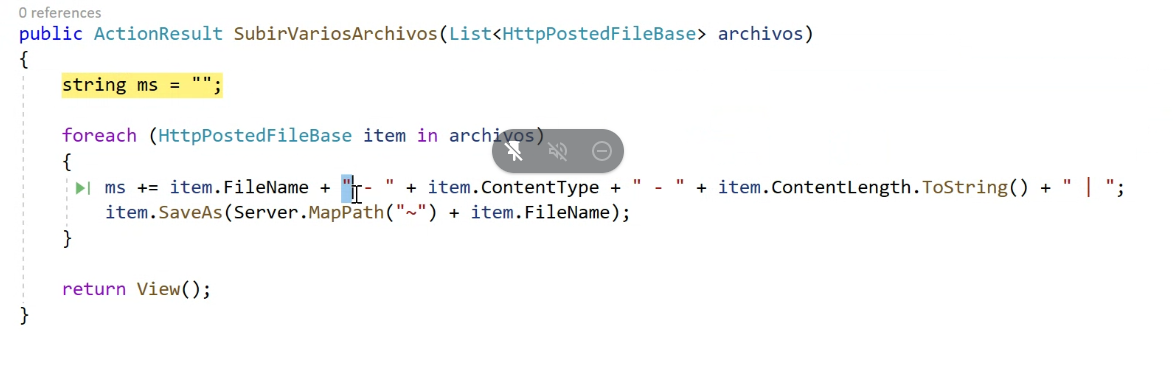 0 references
public ActionResult SubirVariosArchivos(List<HttpPostedFileBase> archivos)
{
string ms = "";
foreach (HttpPostedFileBase item in archivos)
{
ms += item.FileName + " - " + item.ContentType + " - " + item.ContentLength.ToString() + " | ";
item.SaveAs(Server.MapPath("~") + item.FileName);
}
return View();
}